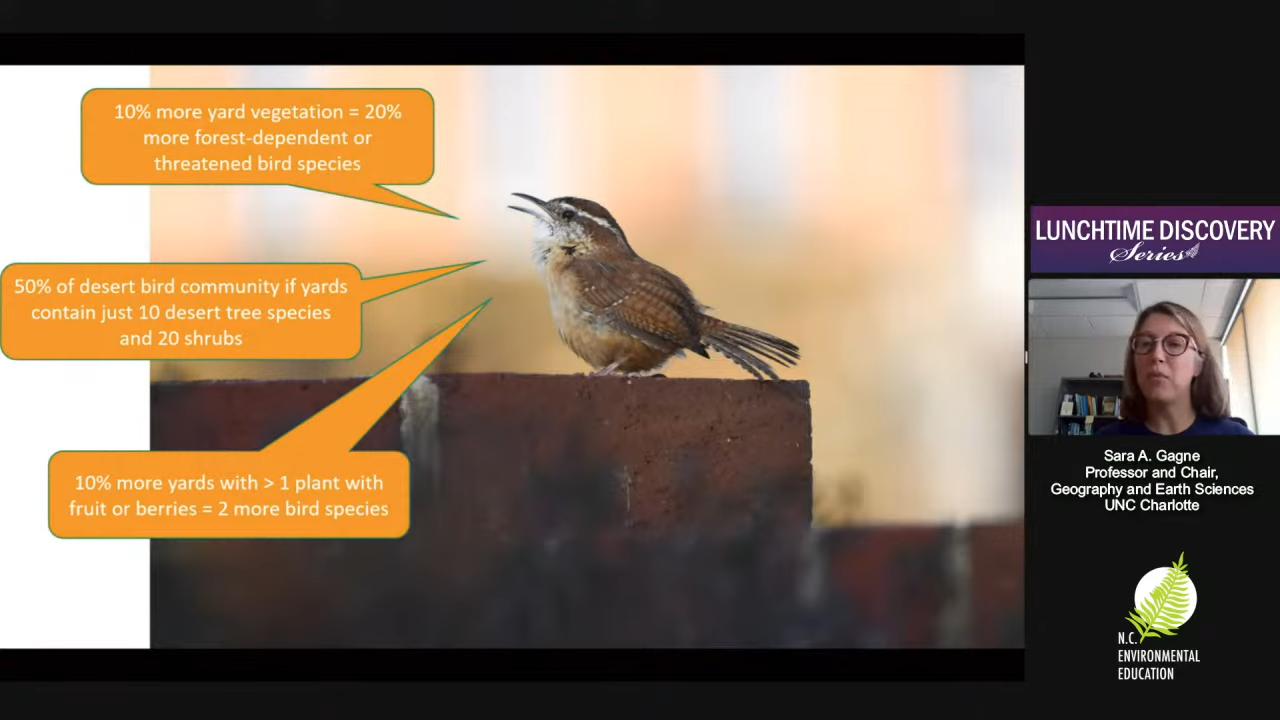 10% more yard vegetation = 20%
more forest-dependent or
threatened bird species
50% of desert bird community if yards
contain just 10 desert tree species
and 20 shrubs
10% more yards with > 1 plant with
fruit or berries = 2 more bird species
LUNCHTIME DISCOVERY
Series
Sara A. Gagne
Professor and Chair,
Geography and Earth Sciences
UNC Charlotte
N.C.
ENVIRONMENTAL
EDUCATION